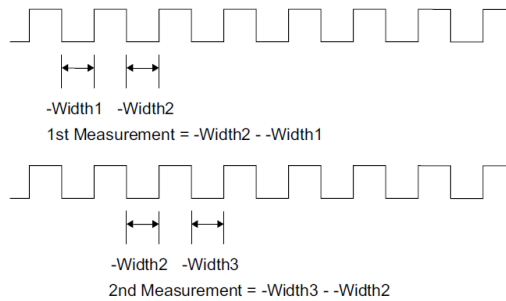 -Width1 -Width2
1st Measurement = -Width2 - -Width1
-Width2 -Width3
2nd Measurement = -Width3 - -Width2